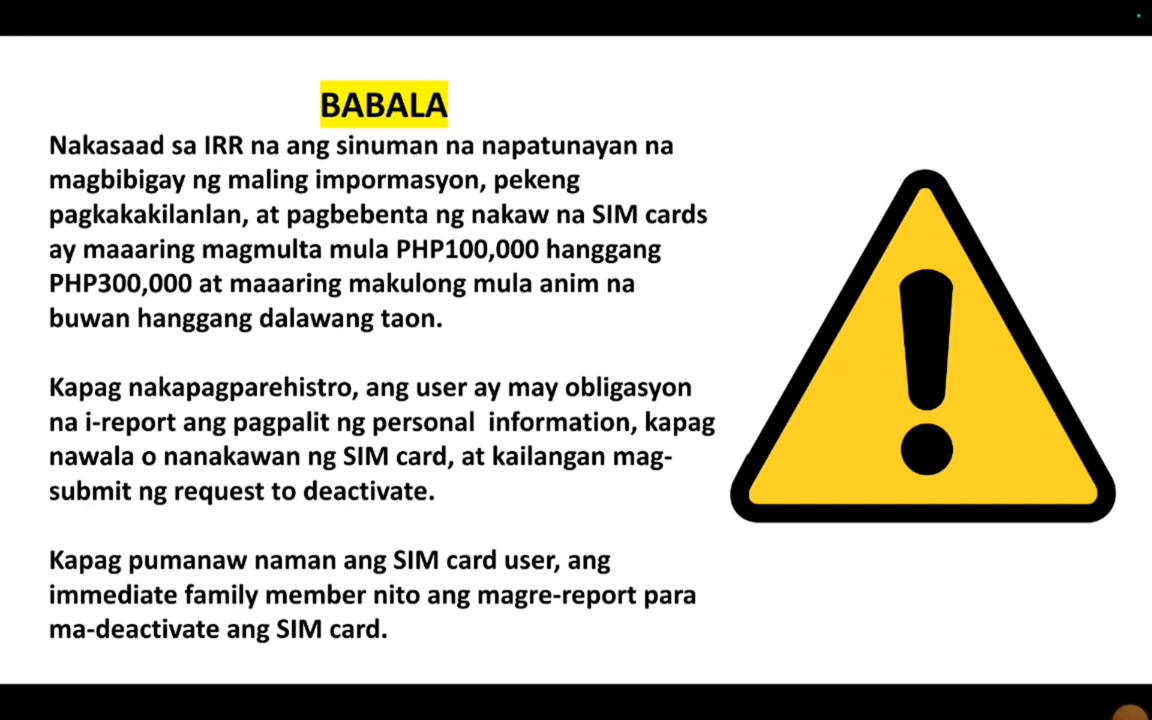 BABALA
Nakasaad sa IRR na ang sinuman na napatunayan na
magbibigay ng maling impormasyon, pekeng
pagkakakilanlan, at pagbebenta ng nakaw na SIM cards
ay maaaring magmulta mula PHP100,000 hanggang
PHP300,000 at maaaring makulong mula anim na
buwan hanggang dalawang taon.
Kapag nakapagparehistro, ang user ay may obligasyon
na i-report ang pagpalit ng personal  information, kapag
nawala o nanakawan ng SIM card, at kailangan mag-
submit ng request to deactivate.
Kapag pumanaw naman ang SIM card user, ang
immediate family member nito ang magre-report para
ma-deactivate ang SIM card.